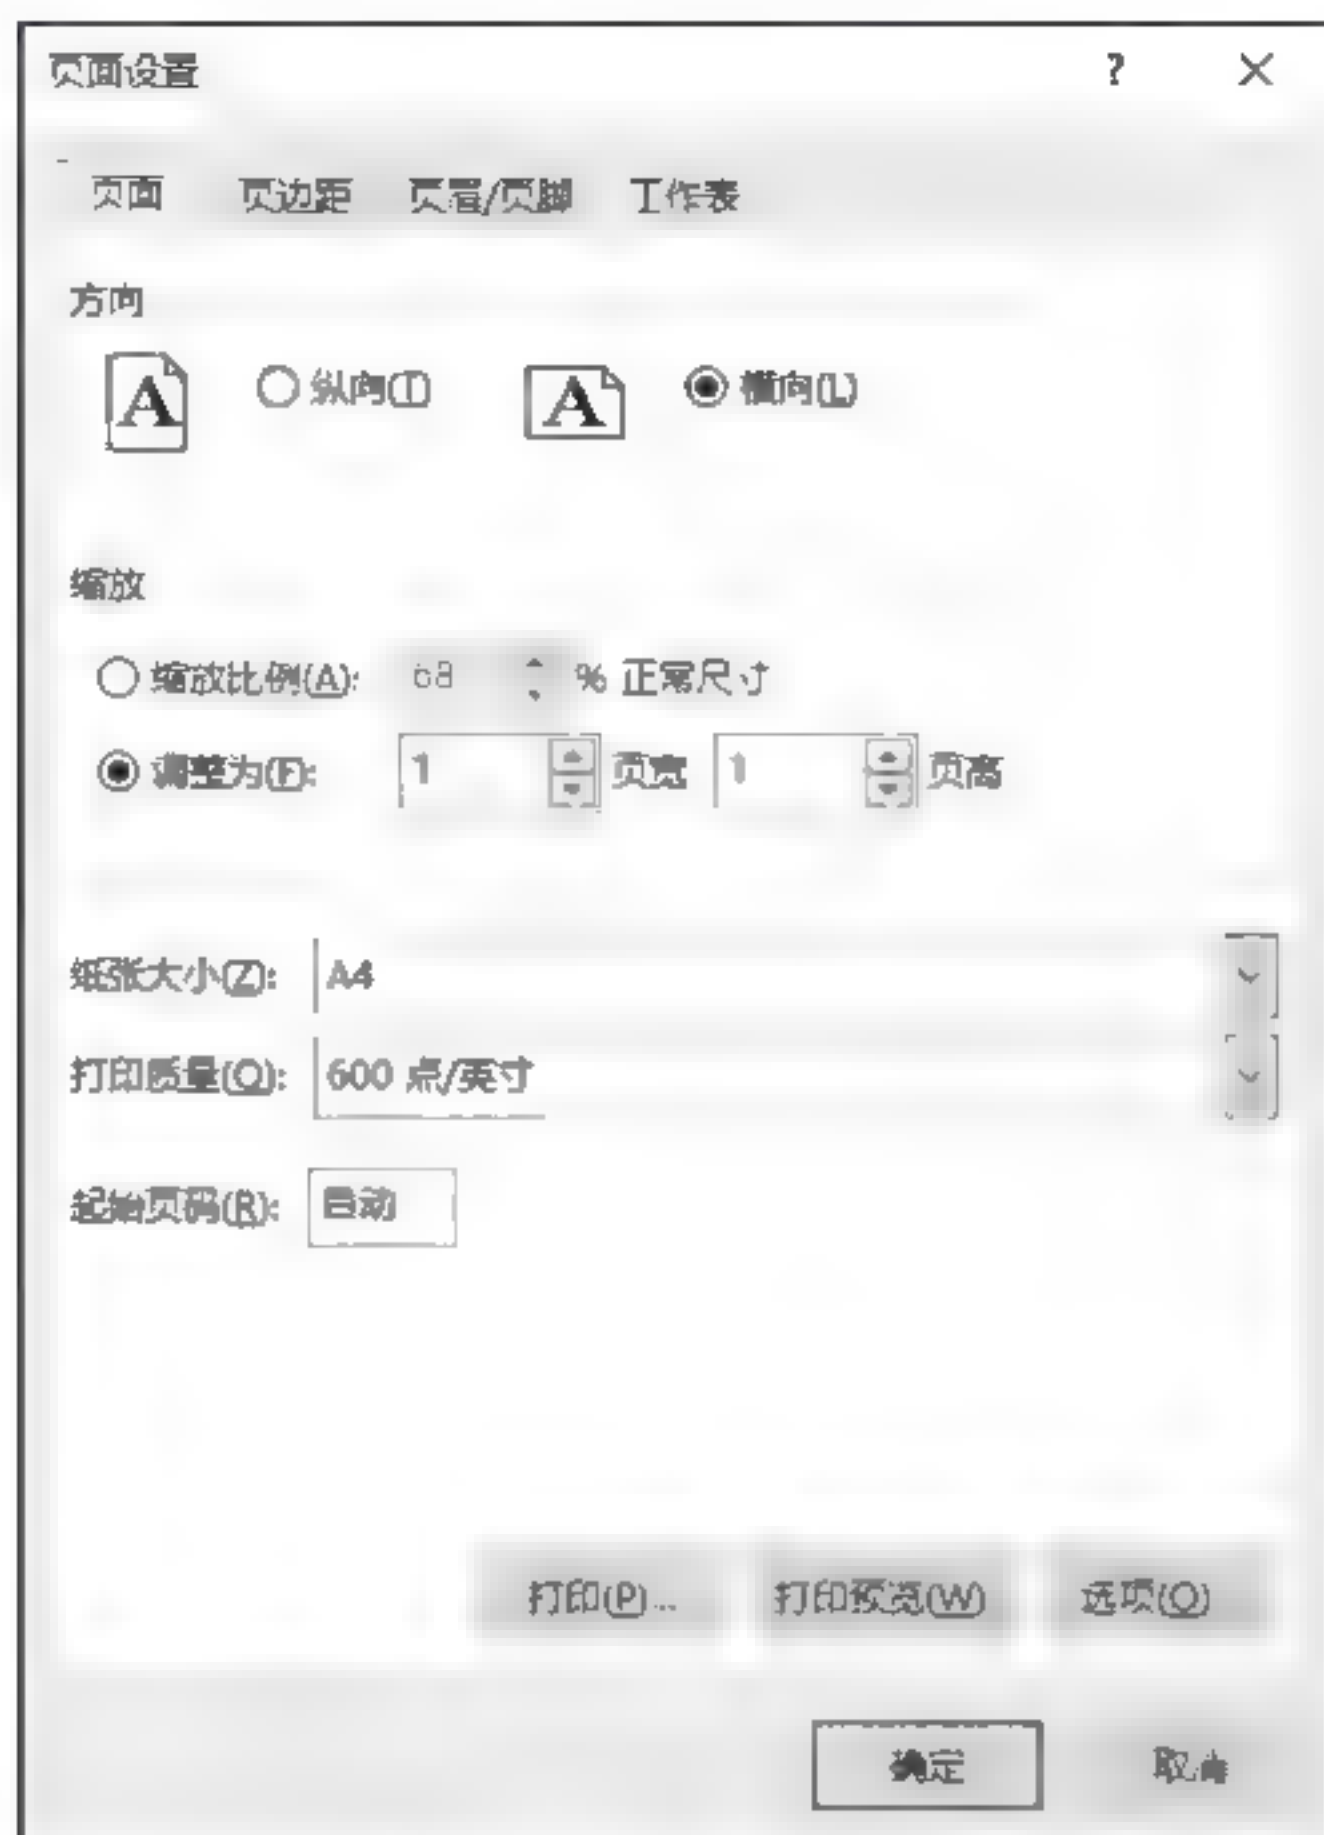 页面设置 ?
页面 页边距 页眉/页脚 工作表
方向
A 纵向(T) A 横向(L)
缩放
缩放比例(A): 68 % 正常尺寸
调整为(F): 1 页宽 1 页高
纸张大小(Z): A4
打印质量(Q): 600 点/英寸
起始页码(R): 自动
打印(P)... 打印预览(W) 选项(O)
确定 取消